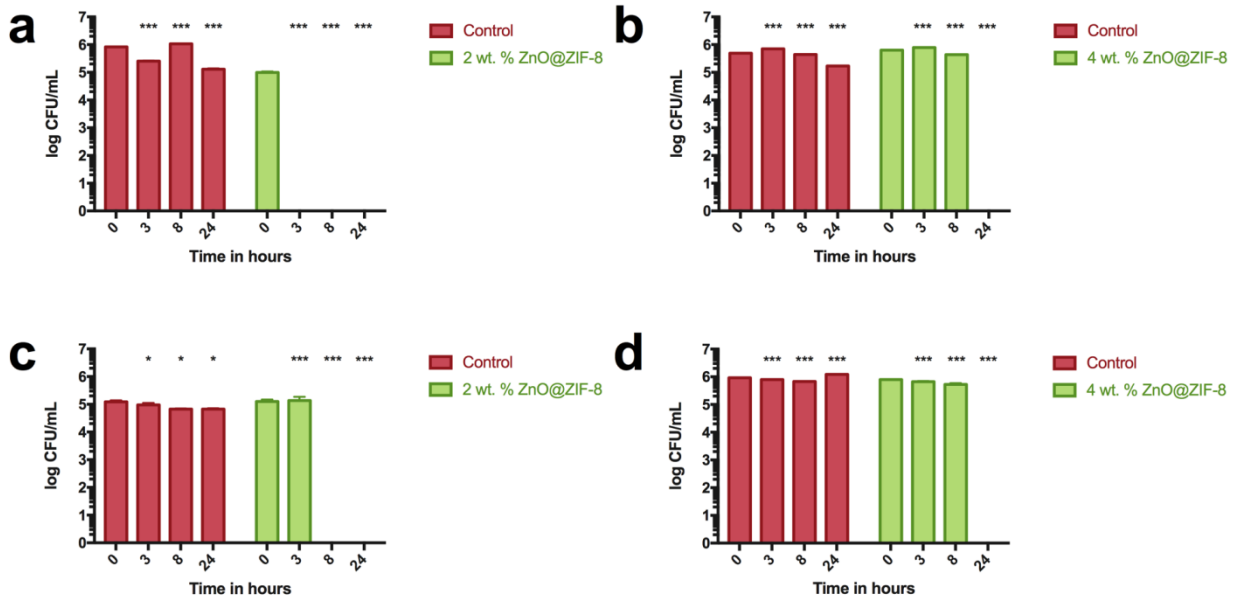 a
7
6
5
4
3
2
1
0
log CFU/mL
*** *** *** *** *** ***
0 3 8 24 0 3 8 24
Time in hours
Control
2 wt. % ZnO@ZIF-8
b
7
6
5
4
3
2
1
0
log CFU/mL
*** *** *** *** *** ***
0 3 8 24 0 3 8 24
Time in hours
Control
4 wt. % ZnO@ZIF-8
c
7
6
5
4
3
2
1
0
log CFU/mL
* * * *** *** ***
0 3 8 24 0 3 8 24
Time in hours
Control
2 wt. % ZnO@ZIF-8
d
7
6
5
4
3
2
1
0
log CFU/mL
*** *** *** *** *** ***
0 3 8 24 0 3 8 24
Time in hours
Control
4 wt. % ZnO@ZIF-8